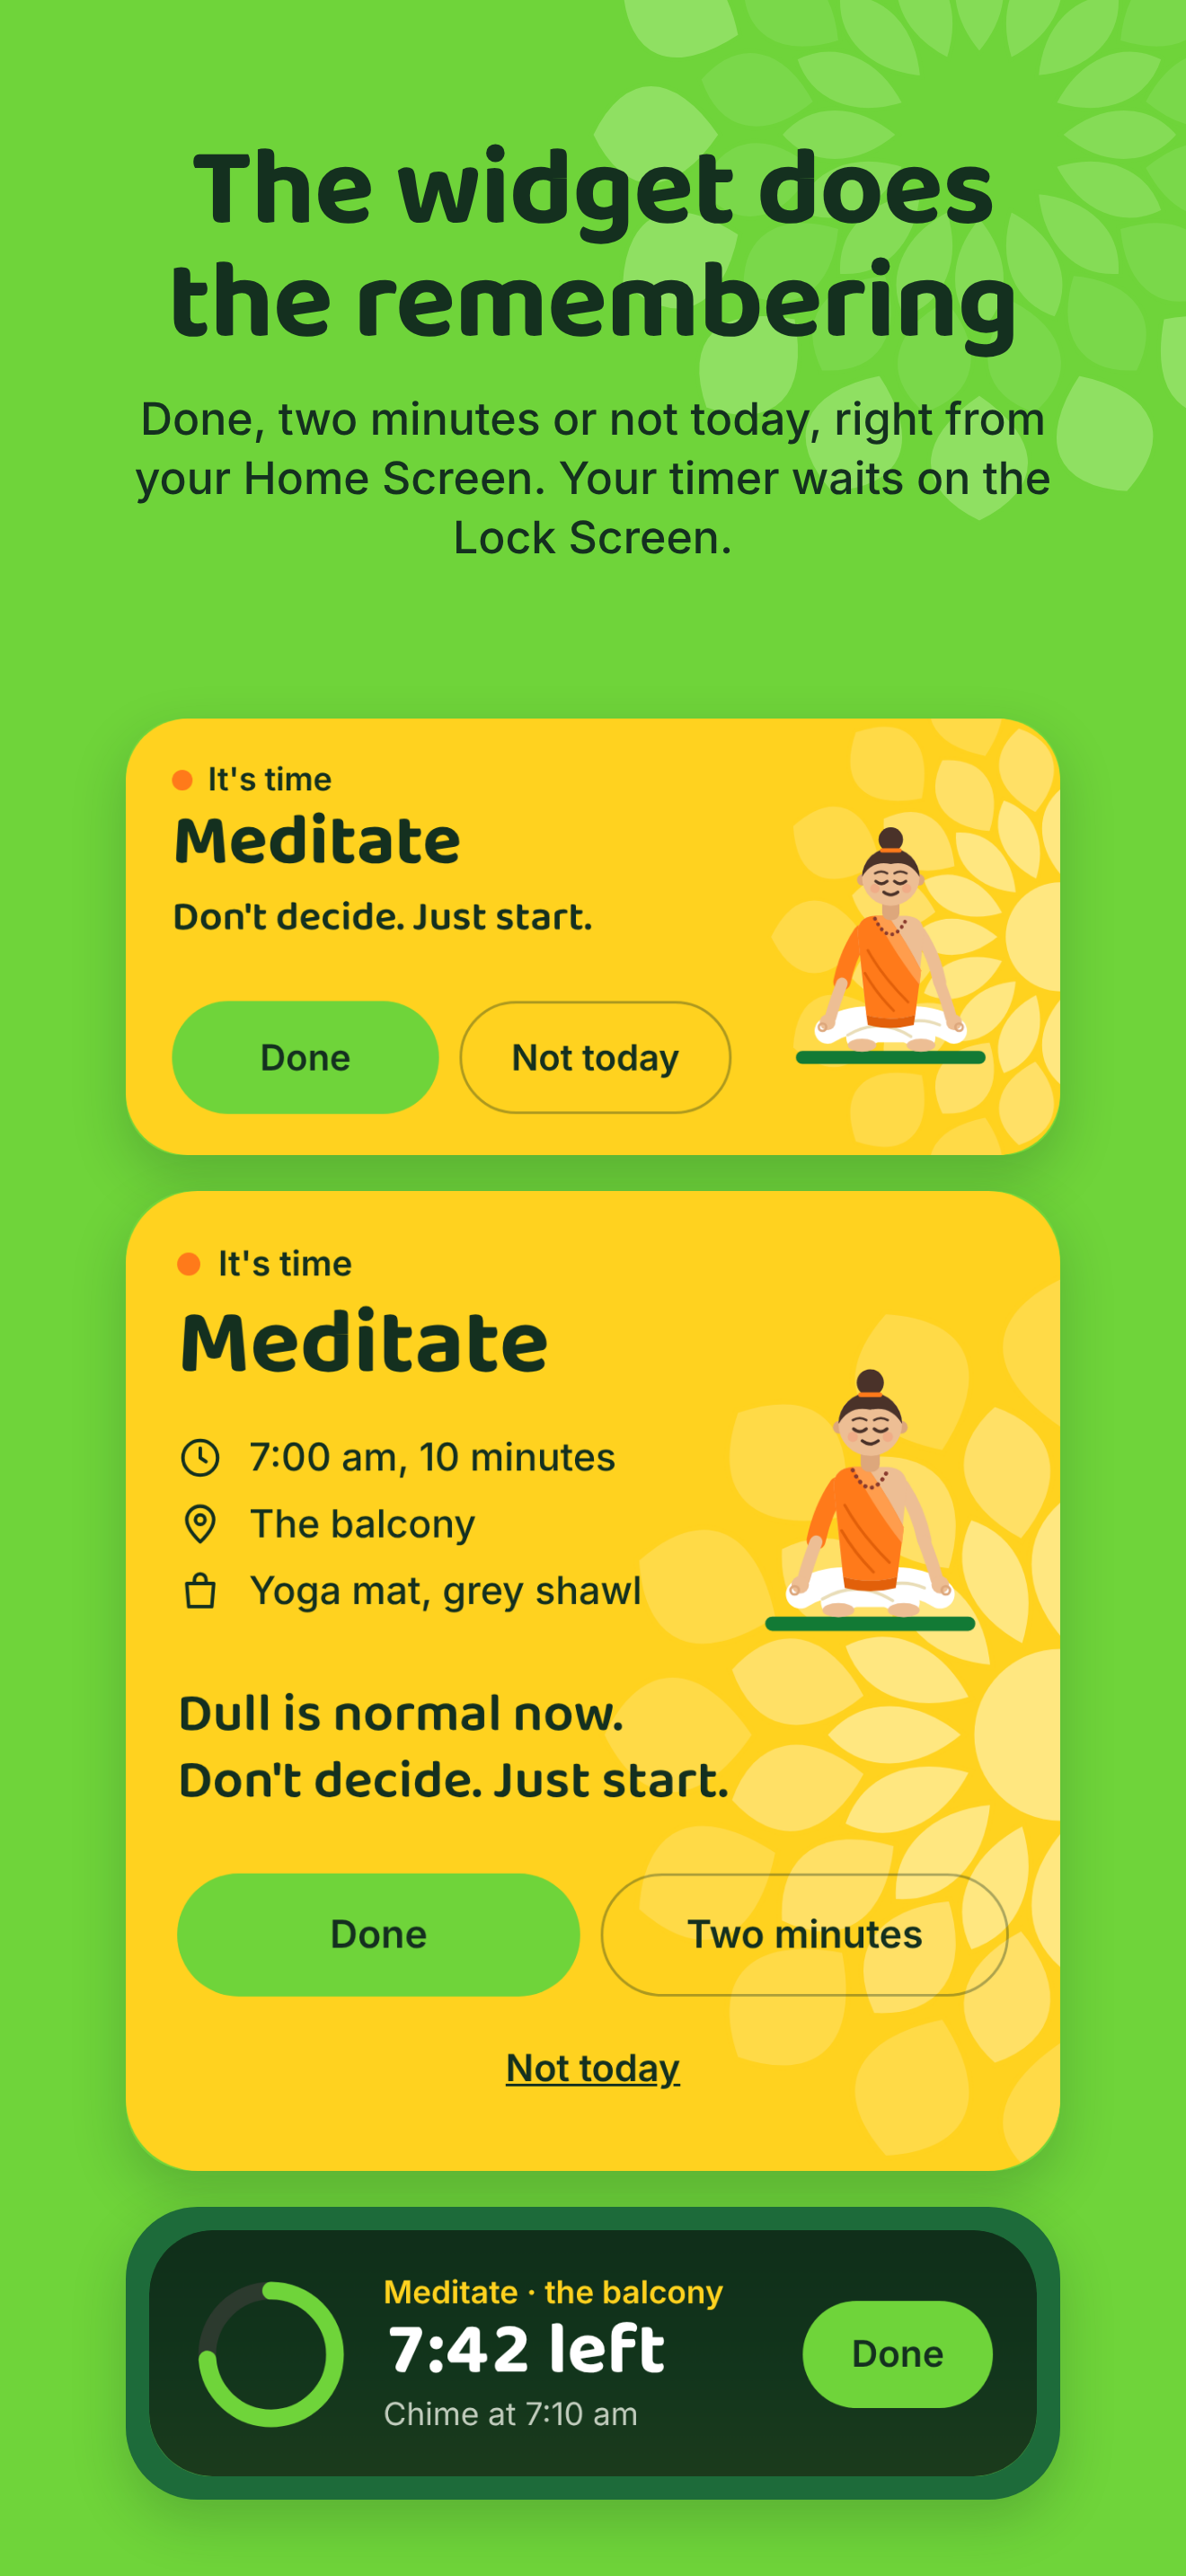 The widget does
the remembering
Done, two minutes or not today, right from
your Home Screen. Your timer waits on the
Lock Screen.
It's time
Meditate
Don't decide. Just start.
Done
Not today
It's time
Meditate
7:00 am, 10 minutes
The balcony
Yoga mat, grey shawl
Dull is normal now.
Don't decide. Just start.
Done
Two minutes
Not today
Meditate · the balcony
7:42 left
Chime at 7:10 am
Done